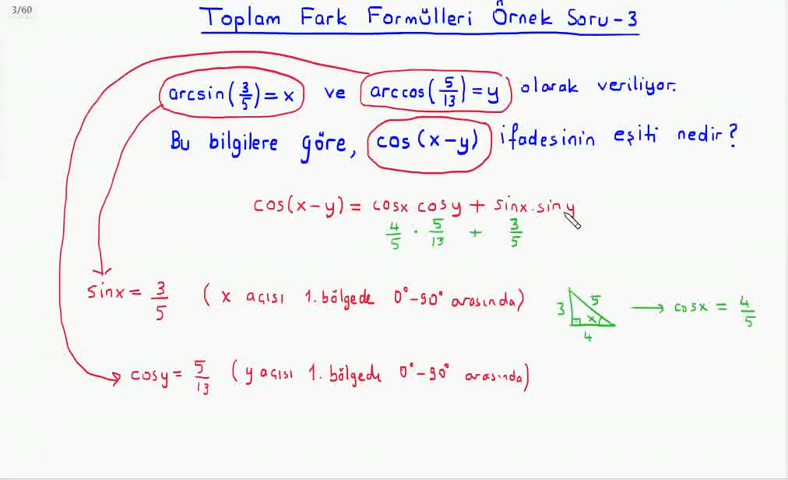 3/60
Toplam Fark Formülleri Örnek Soru-3
arcsin(3/5)=x ve arccos(5/13)=y olarak veriliyor.
Bu bilgilere göre, cos(x-y) ifadesinin eşiti nedir?
cos(x-y) = cosx cosy + sinx.siny
4/5 . 5/13 + 3/5
sinx = 3/5 (x açısı 1.bölgede 0°-90° arasında)
3 5 x 4 → cosx = 4/5
cosy = 5/13 (y açısı 1.bölgede 0°-90° arasında)